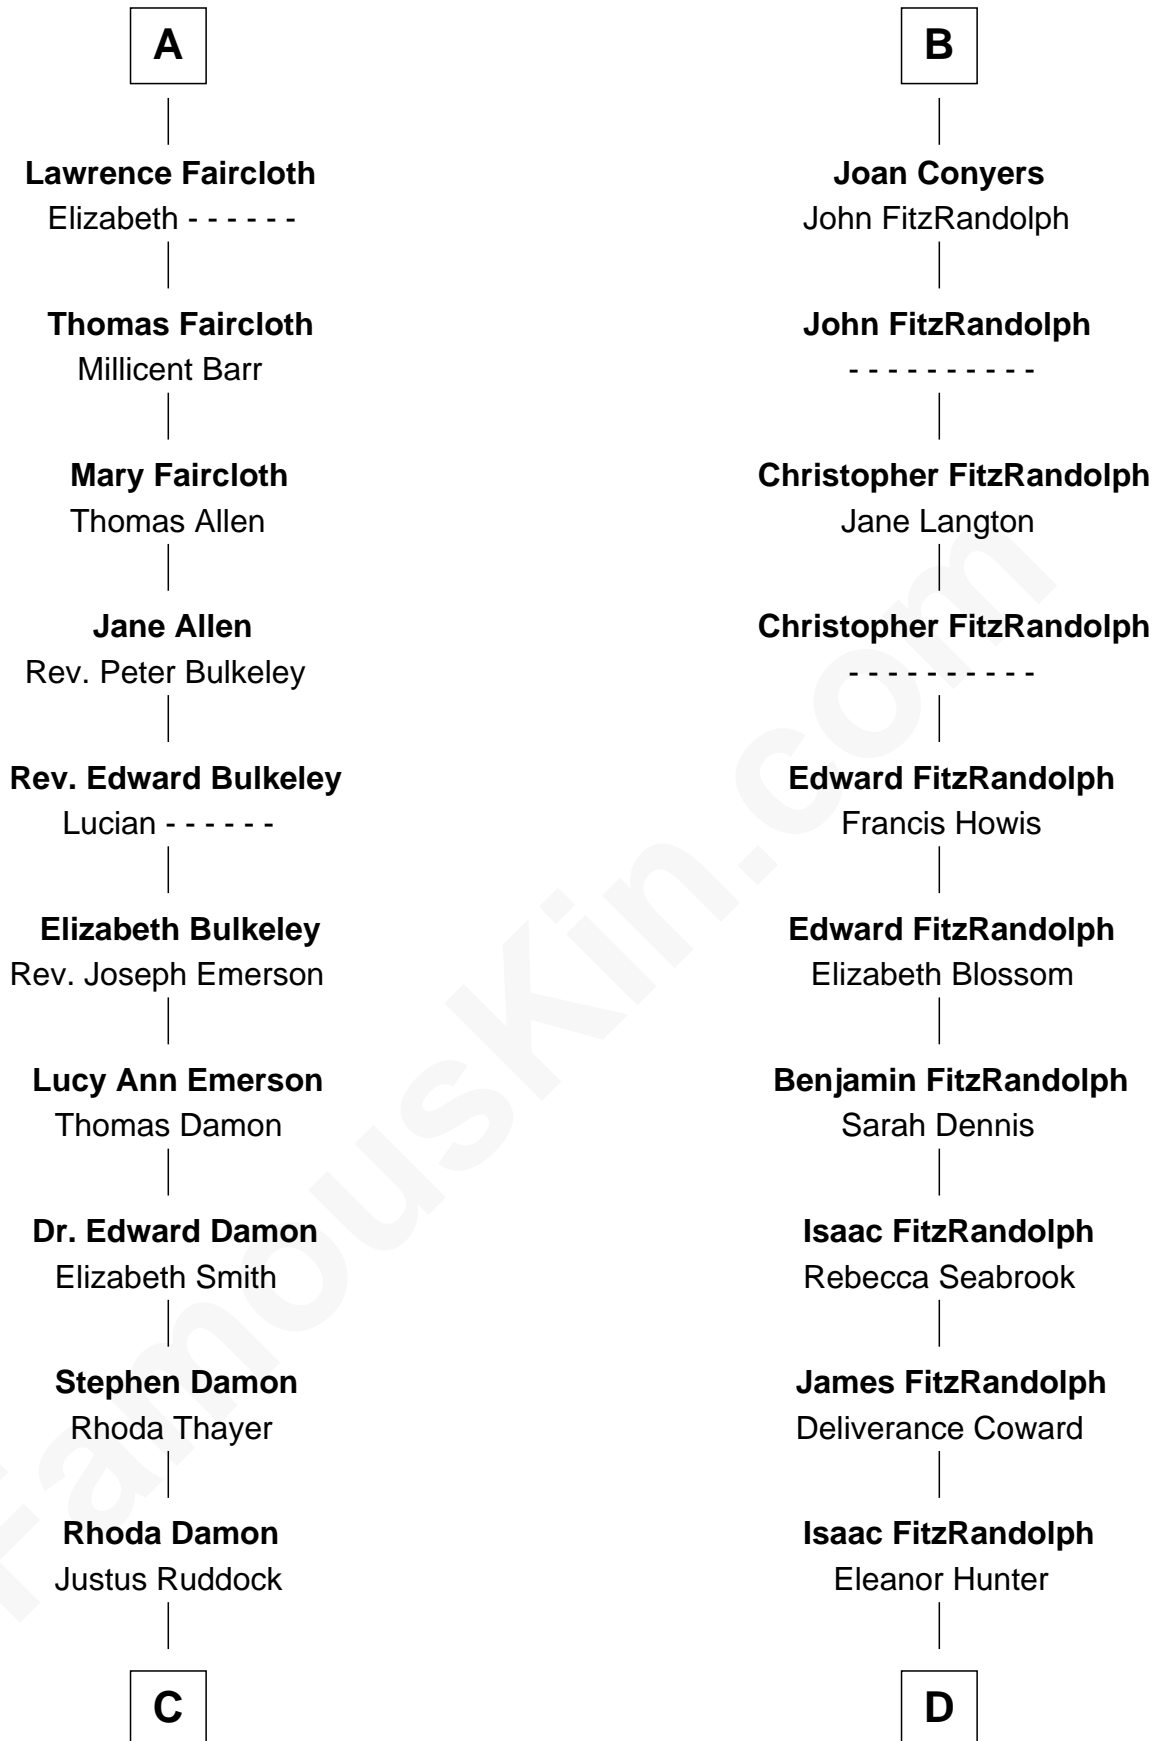 A
Lawrence Faircloth
Elizabeth - - - - - -
Thomas Faircloth
Millicent Barr
Mary Faircloth
Thomas Allen
Jane Allen
Rev. Peter Bulkeley
Rev. Edward Bulkeley
Lucian - - - - - -
Elizabeth Bulkeley
Rev. Joseph Emerson
Lucy Ann Emerson
Thomas Damon
Dr. Edward Damon
Elizabeth Smith
Stephen Damon
Rhoda Thayer
Rhoda Damon
Justus Ruddock
C
B
Joan Conyers
John FitzRandolph
John FitzRandolph
- - - - - - - - - -
Christopher FitzRandolph
Jane Langton
Christopher FitzRandolph
- - - - - - - - - -
Edward FitzRandolph
Francis Howis
Edward FitzRandolph
Elizabeth Blossom
Benjamin FitzRandolph
Sarah Dennis
Isaac FitzRandolph
Rebecca Seabrook
James FitzRandolph
Deliverance Coward
Isaac FitzRandolph
Eleanor Hunter
D
FamousKin.com